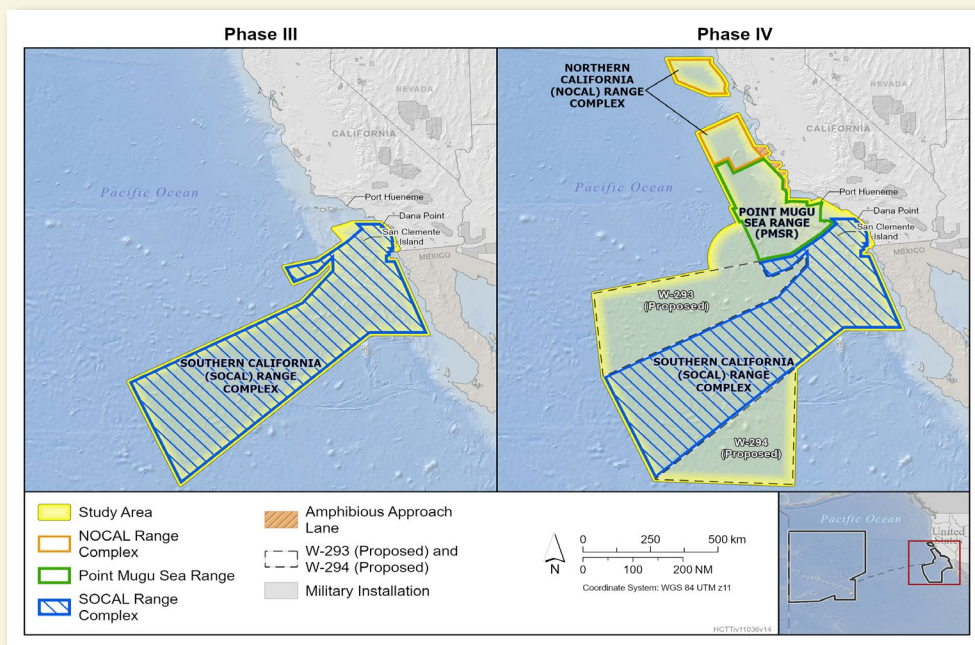 Phase III
Phase IV
NEVADA
CALIFORNIA
Pacific Ocean
Port Hueneme
Dana Point
San Clemente
Island
MEXICO
SOUTHERN CALIFORNIA
(SOCAL) RANGE
COMPLEX
NORTHERN
CALIFORNIA
(NOCAL) RANGE
COMPLEX
NEVADA
CALIFORNIA
Pacific Ocean
Port Hueneme
POINT MUGU
SEA RANGE
(PMSR)
Dana Point
San Clemente
Island
MEXICO
W-293
(Proposed)
SOUTHERN CALIFORNIA
(SOCAL) RANGE
COMPLEX
W-294
(Proposed)
Study Area
NOCAL Range
Complex
Point Mugu Sea Range
SOCAL Range
Complex
Amphibious Approach
Lane
W-293 (Proposed) and
W-294 (Proposed)
Military Installation
N
0 250 500 km
0 100 200 NM
Coordinate System: WGS 84 UTM z11
HCTTiv11036v14
Pacific Ocean
United
States